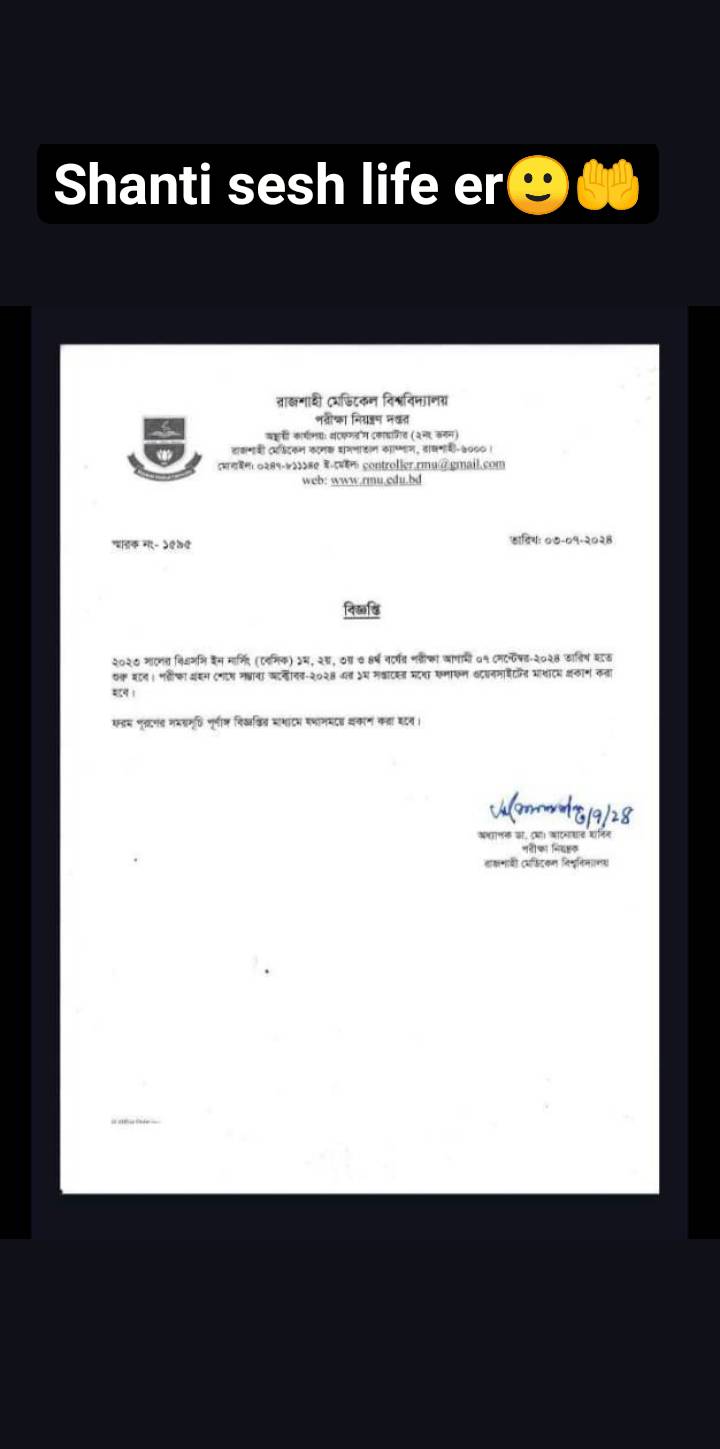 Shanti sesh life er🙂🤲
রাজশাহী মেডিকেল বিশ্ববিদ্যালয়
পরীক্ষা নিয়ন্ত্রণ দপ্তর
অস্থায়ী কার্যালয়: প্রফেসর'স কোয়ার্টার (২নং ভবন)
রাজশাহী মেডিকেল কলেজ হাসপাতাল ক্যাম্পাস, রাজশাহী-৬০০০।
মোবাইল: ০২৪৭-৮১১১৪৫ ই-মেইল: controller.rmu@gmail.com
web: www.rmu.edu.bd
স্মারক নং- ১৫৯৫
তারিখ: ০৩-০৭-২০২৪
বিজ্ঞপ্তি
২০২৩ সালের বিএসসি ইন নার্সিং (বেসিক) ১ম, ২য়, ৩য় ও ৪র্থ বর্ষের পরীক্ষা আগামী ০৭ সেপ্টেম্বর-২০২৪ তারিখ হতে
শুরু হবে। পরীক্ষা গ্রহন শেষে সম্ভাব্য অক্টোবর-২০২৪ এর ১ম সপ্তাহের মধ্যে ফলাফল ওয়েবসাইটের মাধ্যমে প্রকাশ করা
হবে।
ফরম পূরণের সময়সূচি পূর্ণাঙ্গ বিজ্ঞপ্তির মাধ্যমে যথাসময়ে প্রকাশ করা হবে।
অধ্যাপক ডা. মো: আনোয়ার হাবিব
পরীক্ষা নিয়ন্ত্রক
রাজশাহী মেডিকেল বিশ্ববিদ্যালয়